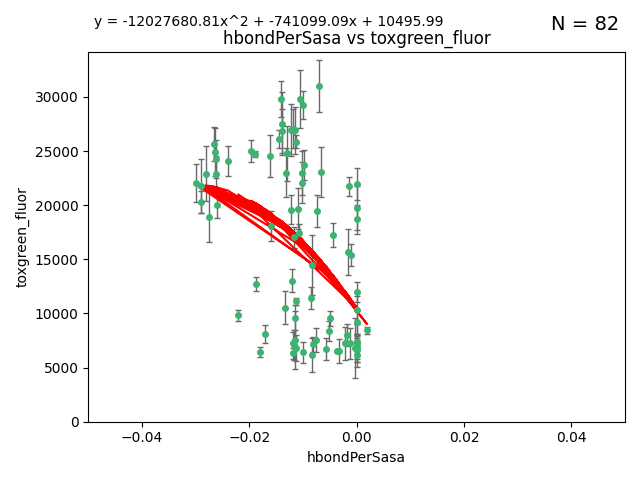 y = -12027680.81x^2 + -741099.09x + 10495.99
N = 82
hbondPerSasa vs toxgreen_fluor
30000
25000
20000
15000
10000
5000
0
toxgreen_fluor
−0.04 −0.02 0.00 0.02 0.04
hbondPerSasa